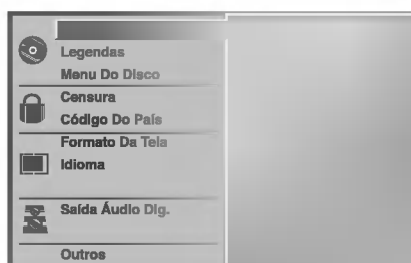 Legendas
Menu Do Disco
Censura
Código Do País
Formato Da Tela
Idioma
Saída Áudio Dig.
Outros